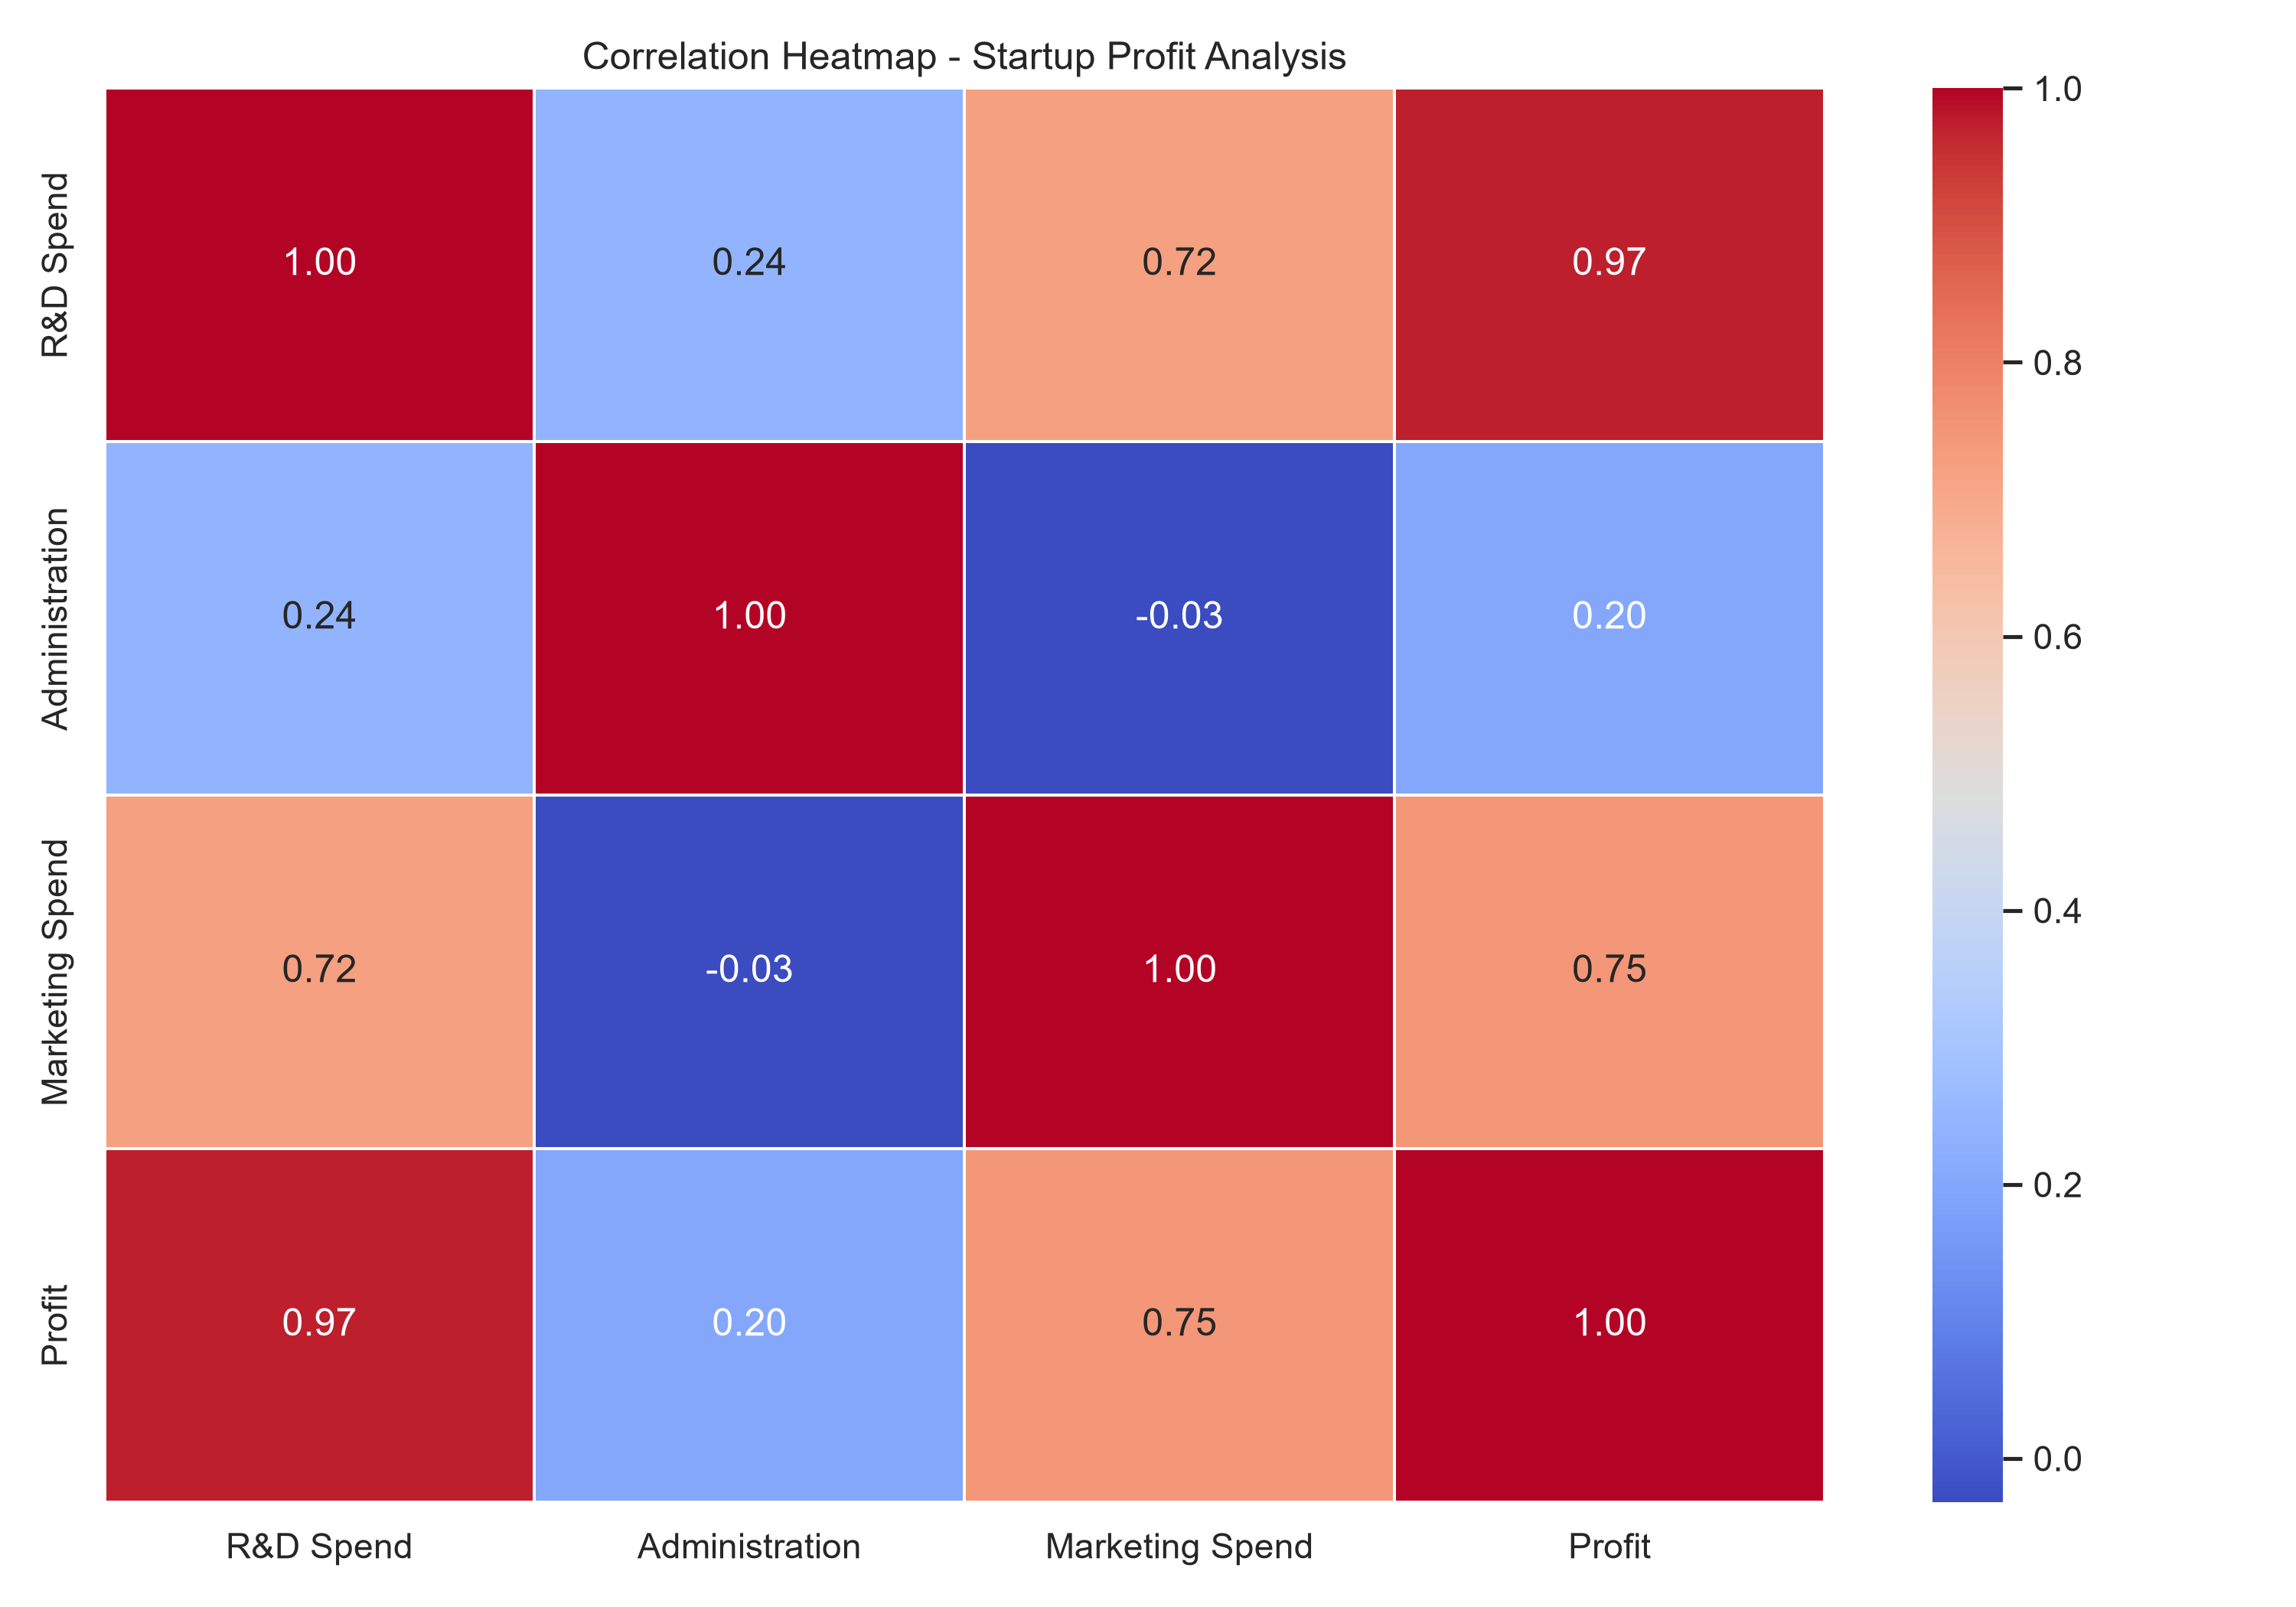 Correlation Heatmap - Startup Profit Analysis
R&D Spend
1.00 0.24 0.72 0.97
Administration
0.24 1.00 -0.03 0.20
Marketing Spend
0.72 -0.03 1.00 0.75
Profit
0.97 0.20 0.75 1.00
R&D Spend Administration Marketing Spend Profit
1.0
0.8
0.6
0.4
0.2
0.0